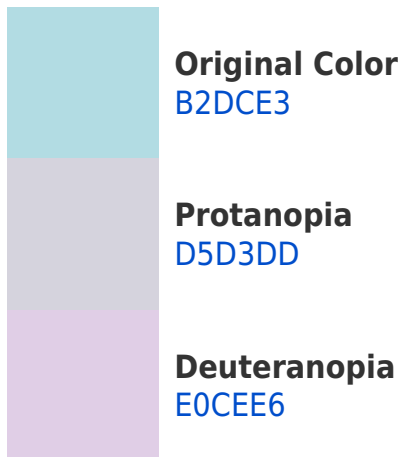 Original Color
B2DCE3
Protanopia
D5D3DD
Deuteranopia
E0CEE6